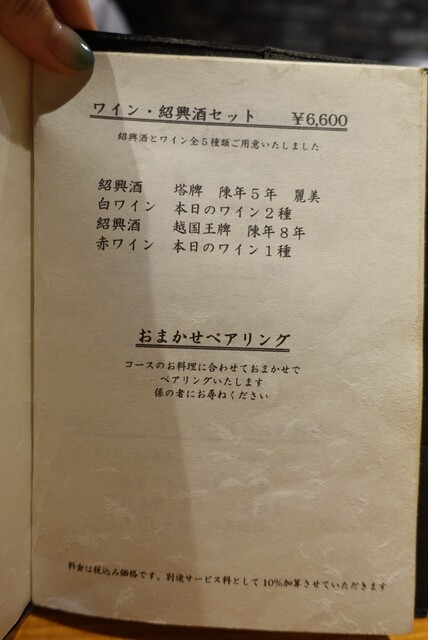 ワイン・紹興酒セット ￥6,600
紹興酒とワイン全５種類ご用意いたしました
紹興酒 塔牌 陳年５年 麗美
白ワイン 本日のワイン２種
紹興酒 越国王牌 陳年８年
赤ワイン 本日のワイン１種
おまかせペアリング
コースのお料理に合わせておまかせで
ペアリングいたします
係の者にお尋ねください
料金は税込み価格です。別途サービス料として10%加算させていただきます